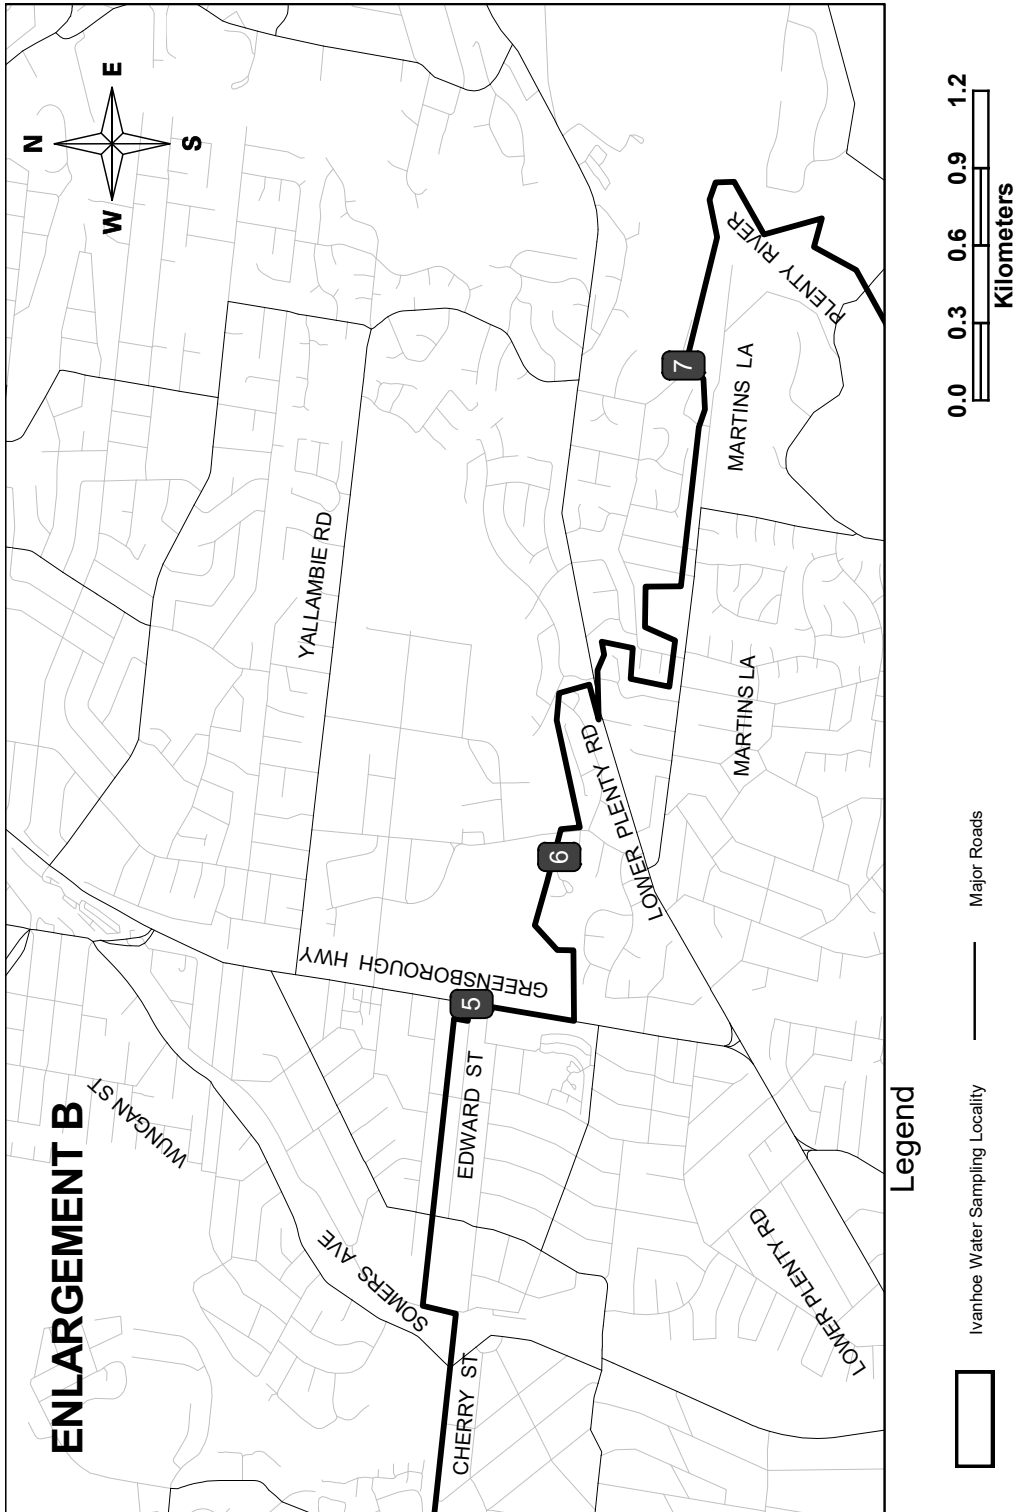 ENLARGEMENT B
N
W
E
S
WUNGAN ST
SOMERS AVE
CHERRY ST
EDWARD ST
GREENSBOROUGH HWY
YALLAMBIE RD
5
6
7
LOWER PLENTY RD
LOWER PLENTY RD
MARTINS LA
MARTINS LA
PLENTY RIVER
Legend
Ivanhoe Water Sampling Locality
Major Roads
0.0 0.3 0.6 0.9 1.2
Kilometers